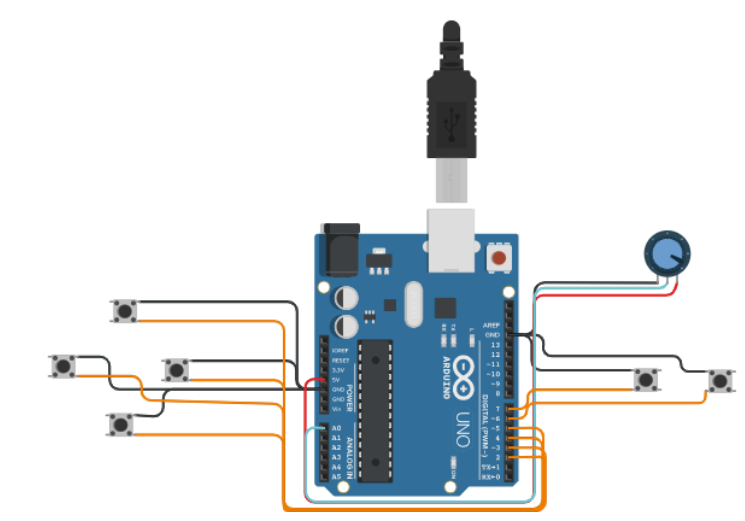 AREF
GND
13
12
~11
~10
~9
8
7
~6
~5
4
~3
2
TX→1
RX←0
DIGITAL (PWM~)
IOREF
RESET
3.3V
5V
GND
GND
Vin
POWER
A0
A1
A2
A3
A4
A5
ANALOG IN
RX
TX
L
ARDUINO
UNO
ON